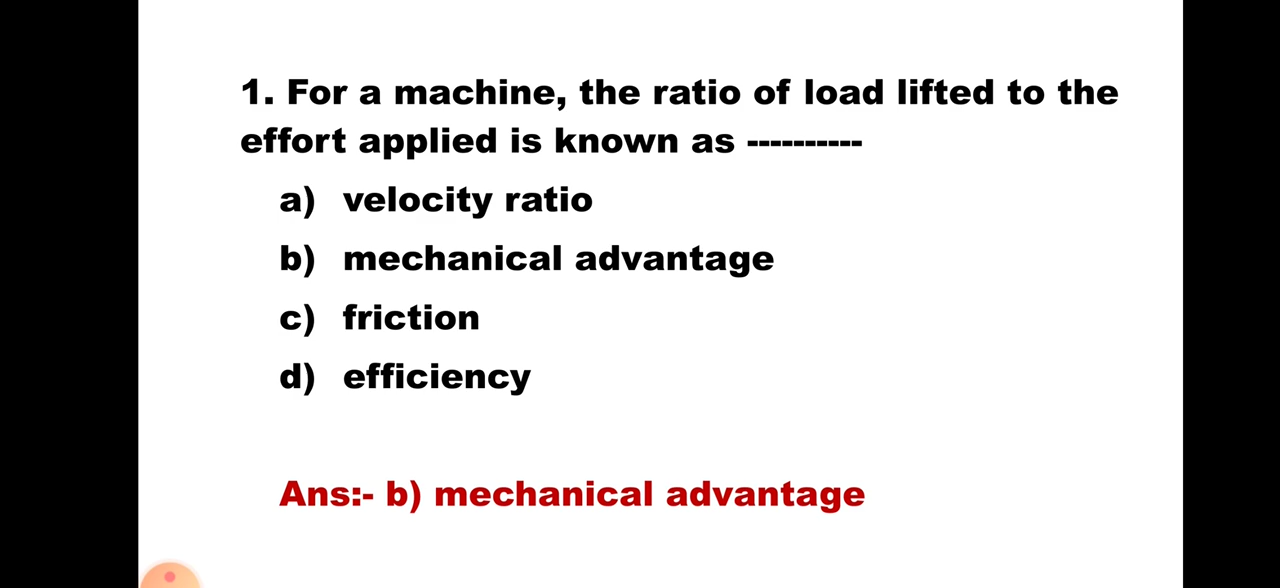 1. For a machine, the ratio of load lifted to the
effort applied is known as ----------
a) velocity ratio
b) mechanical advantage
c) friction
d) efficiency
Ans:- b) mechanical advantage